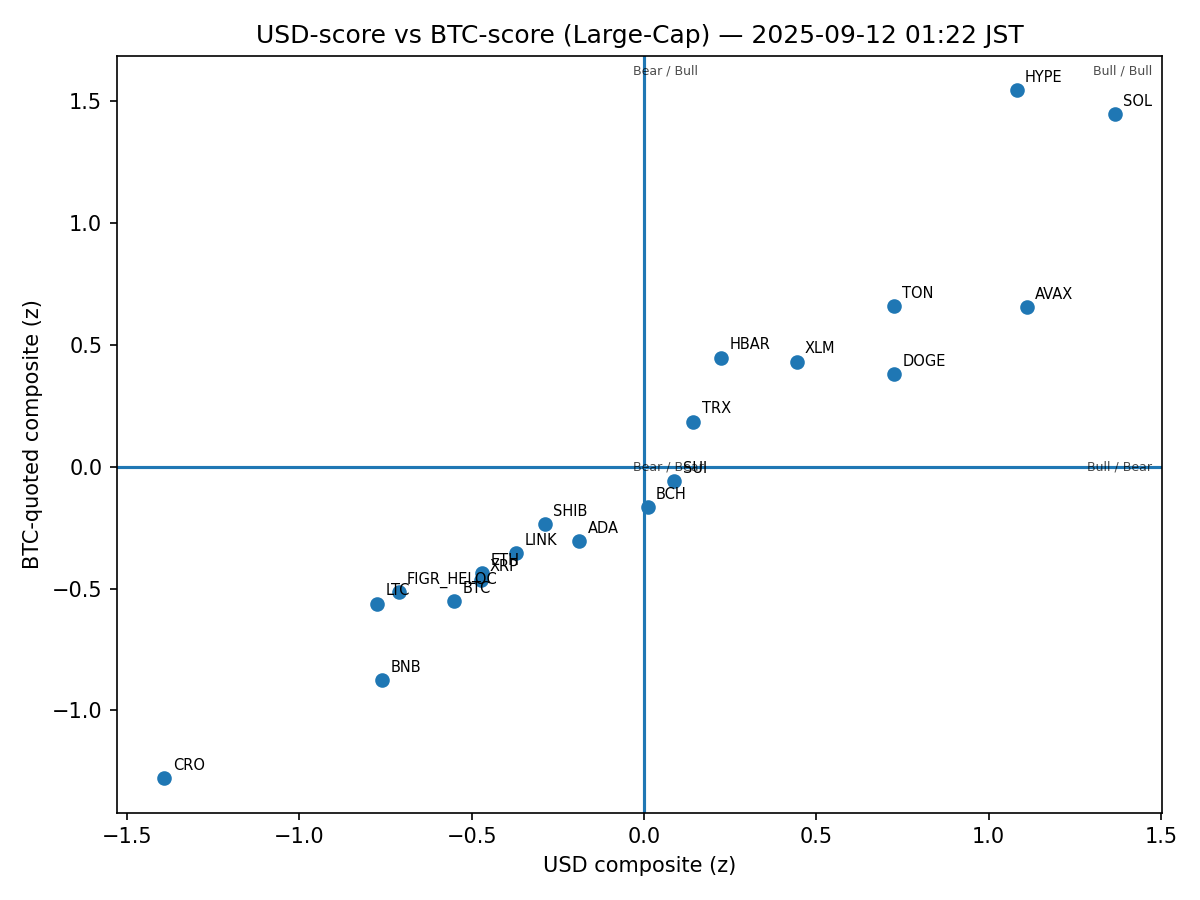 USD-score vs BTC-score (Large-Cap) — 2025-09-12 01:22 JST
Bear / Bull
Bull / Bull
HYPE
SOL
TON
AVAX
HBAR
XLM
DOGE
TRX
Bear / Bear
SUI
Bull / Bear
BCH
SHIB
ADA
LINK
ETH
XRP
FIGR_HELOC
LTC
BTC
BNB
CRO
1.5
1.0
0.5
0.0
−0.5
−1.0
BTC-quoted composite (z)
−1.5
−1.0
−0.5
0.0
0.5
1.0
1.5
USD composite (z)